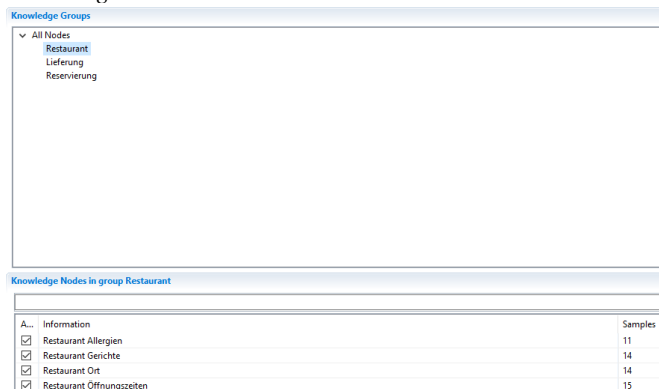 Knowledge Groups
All Nodes
Restaurant
Lieferung
Reservierung
Knowledge Nodes in group Restaurant
A... Information Samples
Restaurant Allergien 11
Restaurant Gerichte 14
Restaurant Ort 14
Restaurant Öffnungszeiten 15